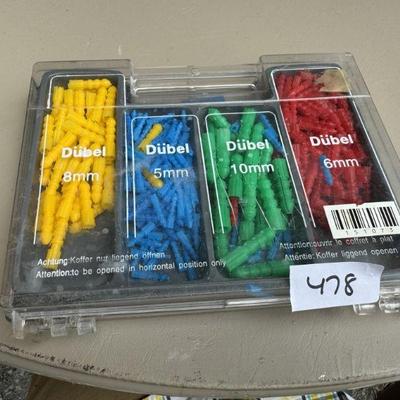 Dübel
8mm
Dübel
5mm
Dübel
10mm
Dübel
6mm
151073
Achtung:Koffer nur liegend öffnen
Attention:to be opened in horizontal position only
Attention:ouvrir le coffret a plat
Attentie: Koffer liggend openen
478